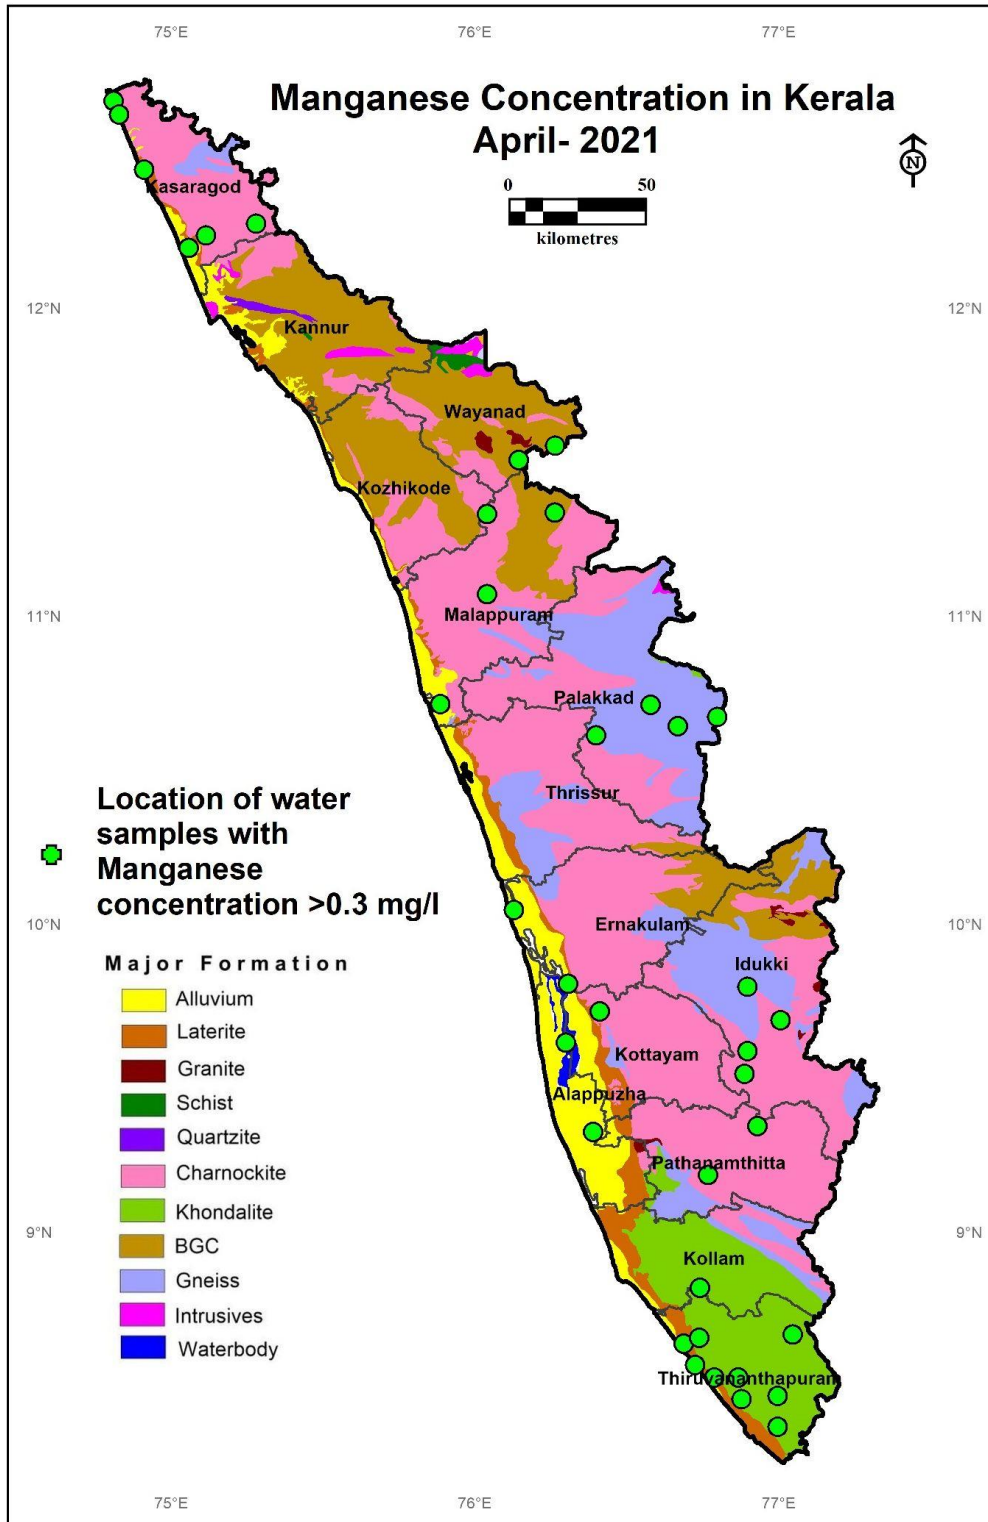 75°E 76°E 77°E
Manganese Concentration in Kerala
April- 2021
N
0 50
kilometres
Kasaragod
12°N 12°N
Kannur
Wayanad
Kozhikode
11°N 11°N
Malappuram
Palakkad
Thrissur
Location of water
samples with
Manganese
concentration >0.3 mg/l
10°N 10°N
Ernakulam
Idukki
Major Formation
Alluvium
Laterite
Granite
Schist
Quartzite
Charnockite
Khondalite
BGC
Gneiss
Intrusives
Waterbody
Kottayam
Alappuzha
Pathanamthitta
9°N 9°N
Kollam
Thiruvananthapuram
75°E 76°E 77°E